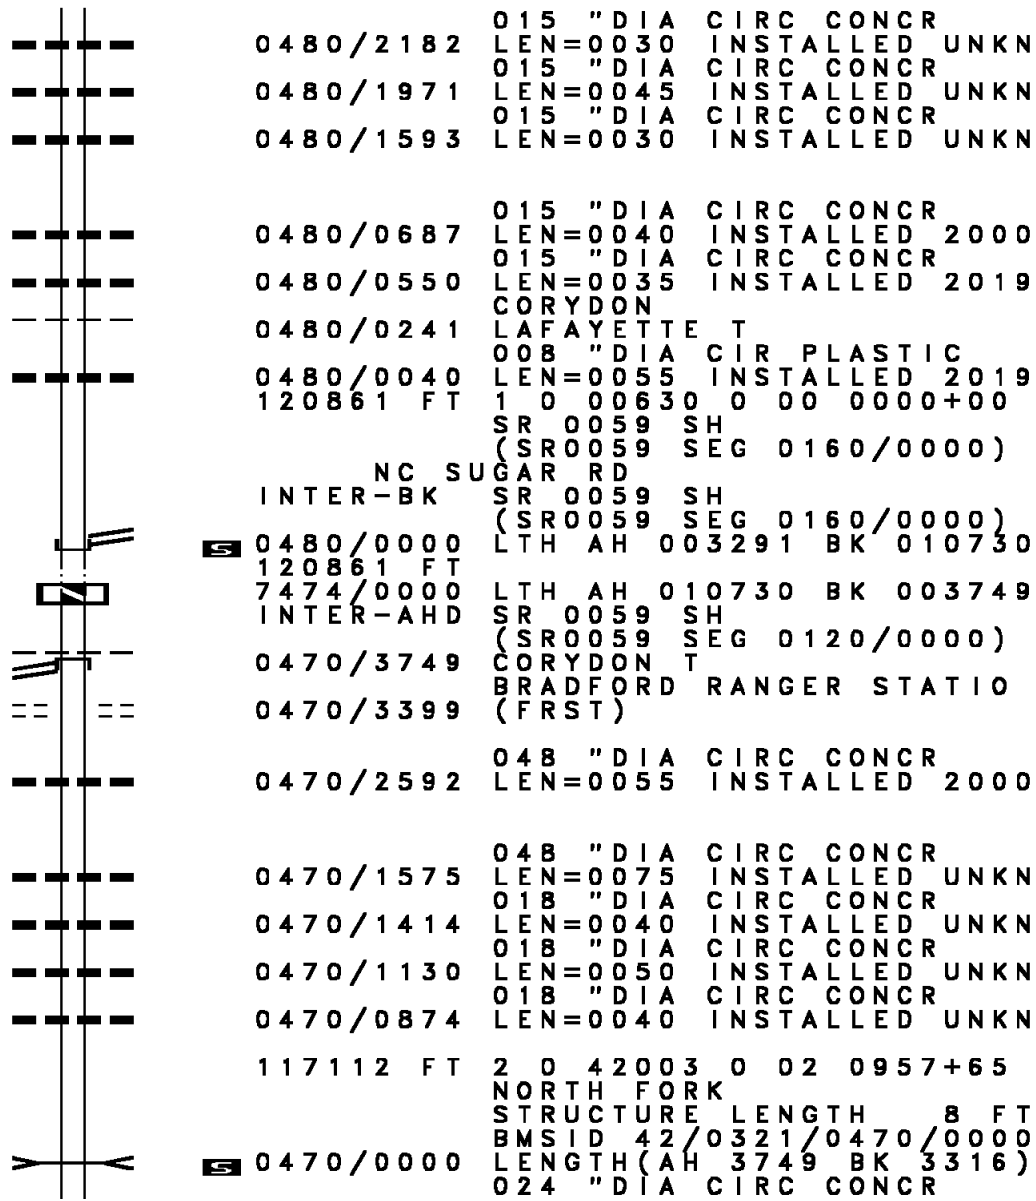 015 "DIA CIRC CONCR
0480/2182 LEN=0030 INSTALLED UNKN
015 "DIA CIRC CONCR
0480/1971 LEN=0045 INSTALLED UNKN
015 "DIA CIRC CONCR
0480/1593 LEN=0030 INSTALLED UNKN
015 "DIA CIRC CONCR
0480/0687 LEN=0040 INSTALLED 2000
015 "DIA CIRC CONCR
0480/0550 LEN=0035 INSTALLED 2019
CORYDON
0480/0241 LAFAYETTE T
008 "DIA CIR PLASTIC
0480/0040 LEN=0055 INSTALLED 2019
120861 FT 1 0 00630 0 00 0000+00
SR 0059 SH
(SR0059 SEG 0160/0000)
NC SUGAR RD
INTER-BK SR 0059 SH
(SR0059 SEG 0160/0000)
S 0480/0000 LTH AH 003291 BK 010730
120861 FT
7474/0000 LTH AH 010730 BK 003749
INTER-AHD SR 0059 SH
(SR0059 SEG 0120/0000)
0470/3749 CORYDON T
BRADFORD RANGER STATIO
0470/3399 (FRST)
048 "DIA CIRC CONCR
0470/2592 LEN=0055 INSTALLED 2000
048 "DIA CIRC CONCR
0470/1575 LEN=0075 INSTALLED UNKN
018 "DIA CIRC CONCR
0470/1414 LEN=0040 INSTALLED UNKN
018 "DIA CIRC CONCR
0470/1130 LEN=0050 INSTALLED UNKN
018 "DIA CIRC CONCR
0470/0874 LEN=0040 INSTALLED UNKN
117112 FT 2 0 42003 0 02 0957+65
NORTH FORK
STRUCTURE LENGTH 8 FT
BMSID 42/0321/0470/0000
S 0470/0000 LENGTH(AH 3749 BK 3316)
024 "DIA CIRC CONCR